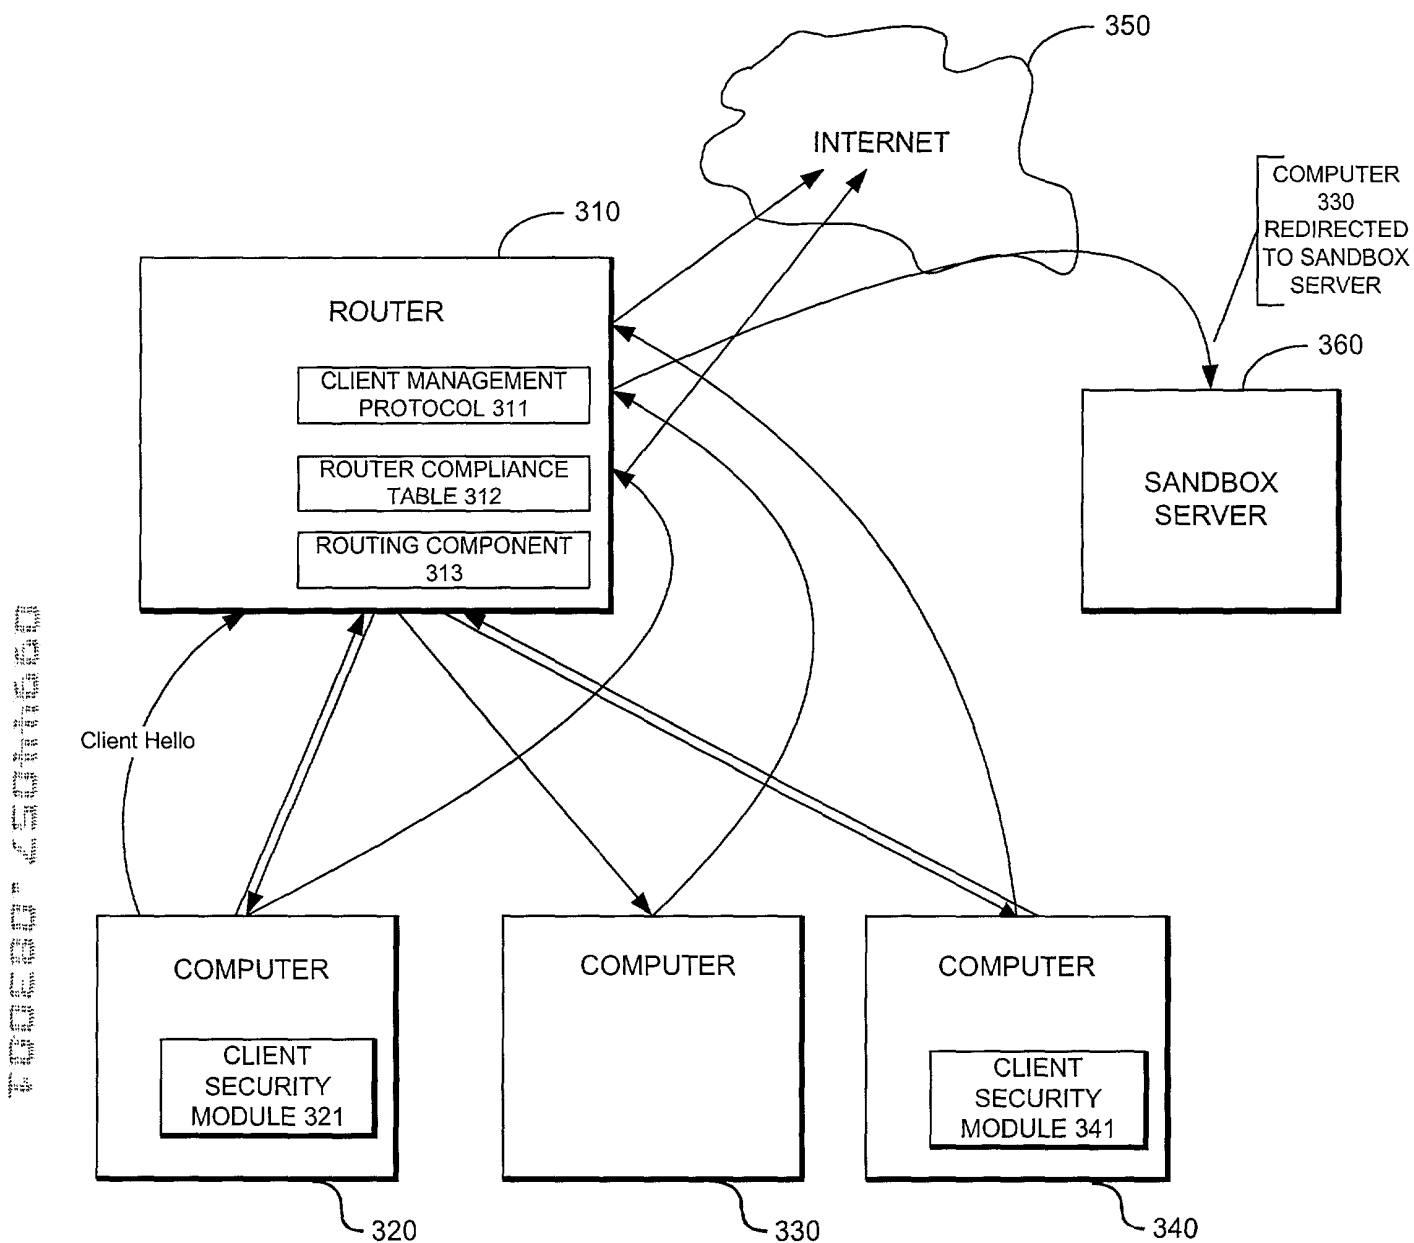 350
INTERNET
COMPUTER
330
REDIRECTED
TO SANDBOX
SERVER
310
ROUTER
CLIENT MANAGEMENT
PROTOCOL 311
ROUTER COMPLIANCE
TABLE 312
ROUTING COMPONENT
313
360
SANDBOX
SERVER
Client Hello
COMPUTER
CLIENT
SECURITY
MODULE 321
320
COMPUTER
330
COMPUTER
CLIENT
SECURITY
MODULE 341
340